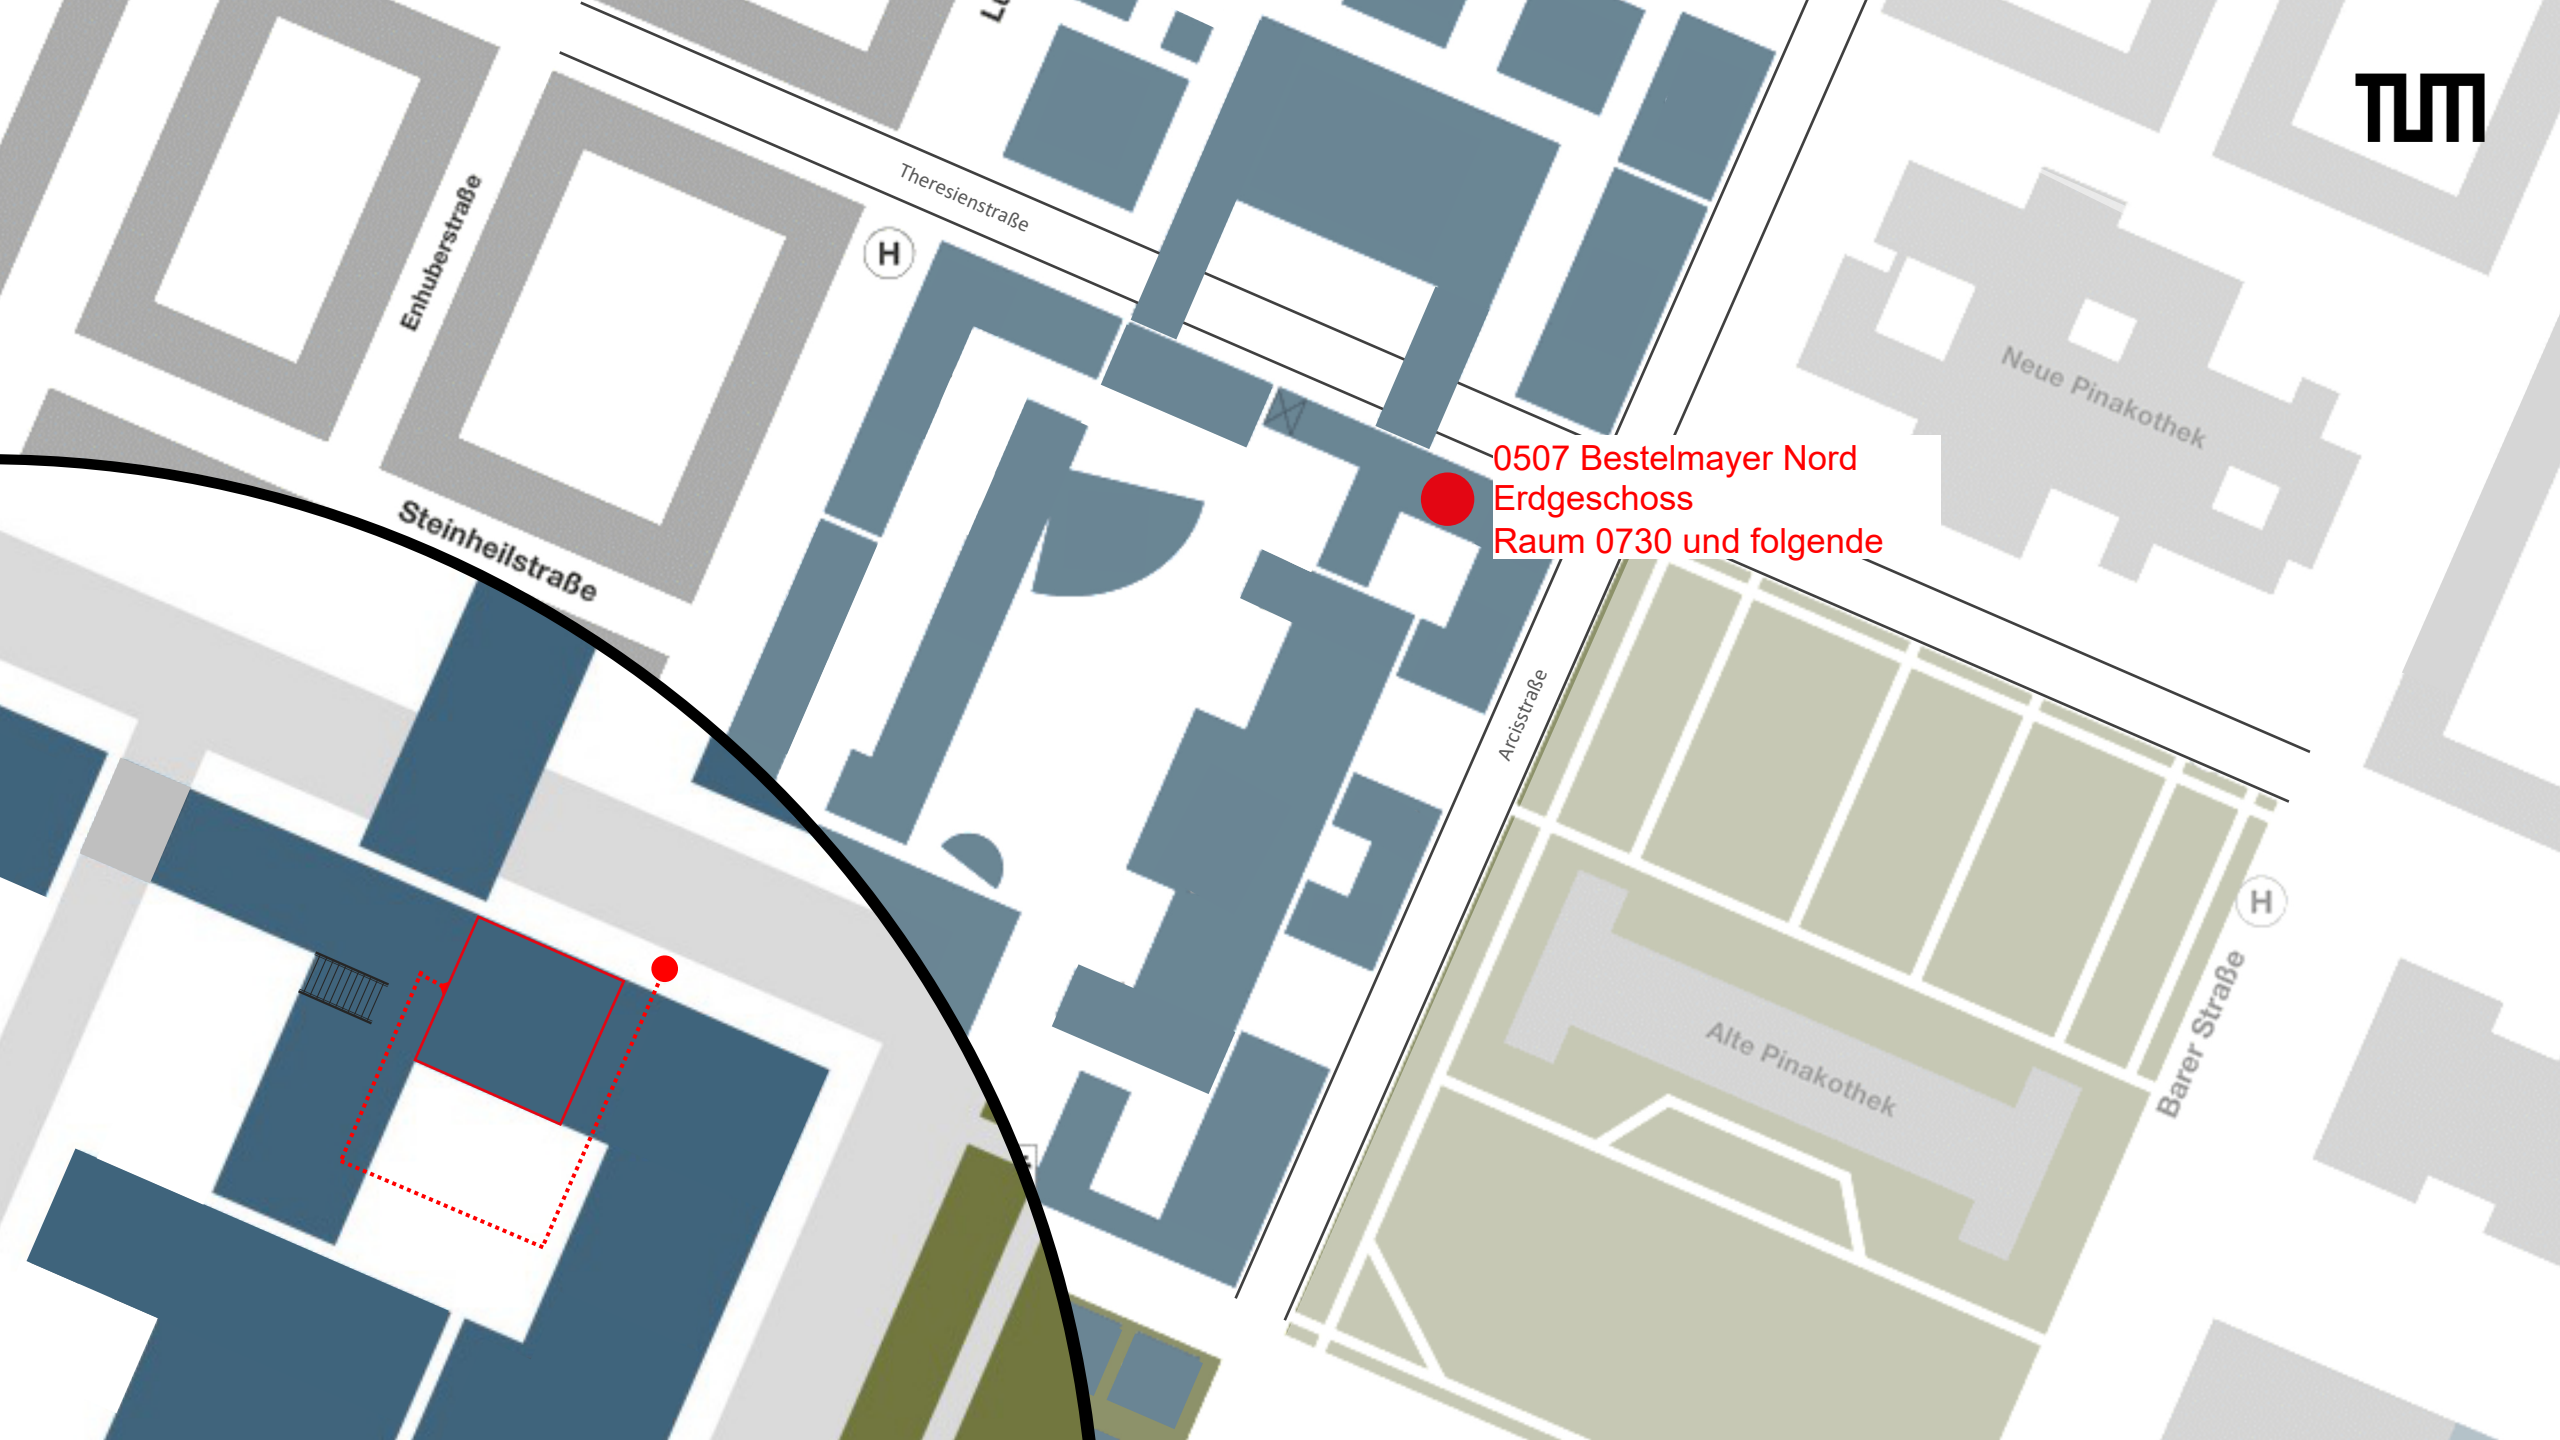 TUM
Theresienstraße
Enhuberstraße
H
Neue Pinakothek
0507 Bestelmayer Nord
Erdgeschoss
Raum 0730 und folgende
Steinheilstraße
Arcisstraße
H
Alte Pinakothek
Barer Straße